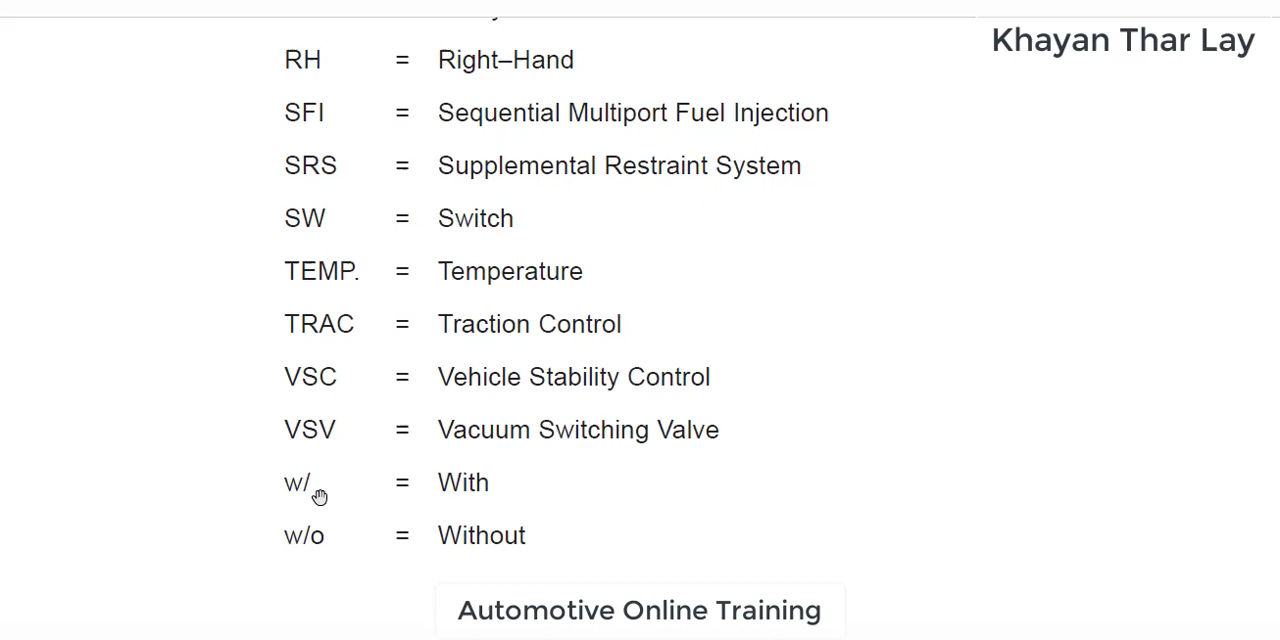 Khayan Thar Lay
RH = Right–Hand
SFI = Sequential Multiport Fuel Injection
SRS = Supplemental Restraint System
SW = Switch
TEMP. = Temperature
TRAC = Traction Control
VSC = Vehicle Stability Control
VSV = Vacuum Switching Valve
w/ = With
w/o = Without
Automotive Online Training